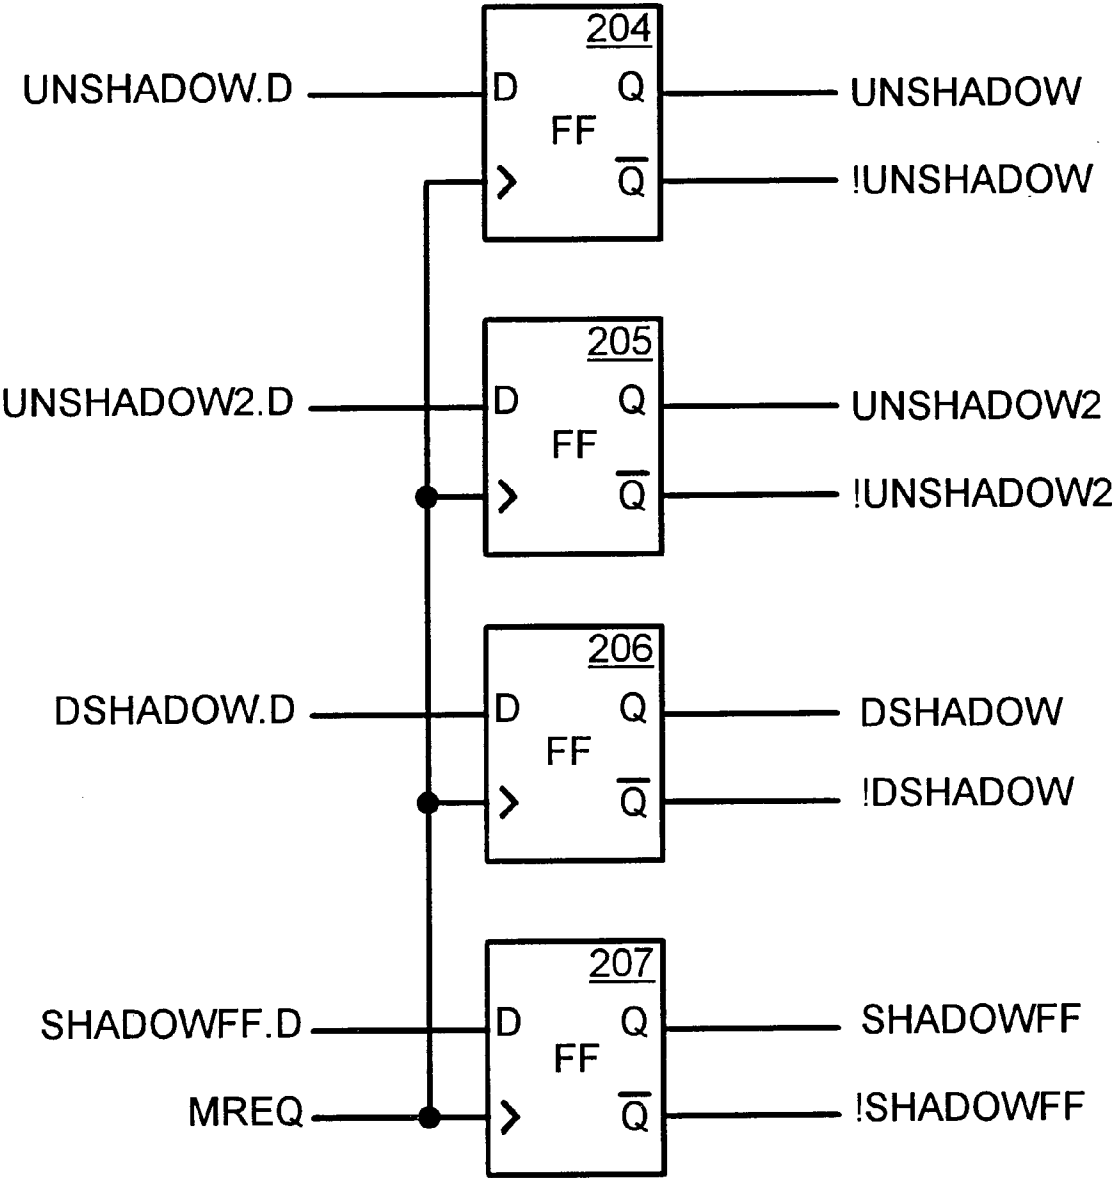 204
UNSHADOW.D D Q UNSHADOW
FF
> Q !UNSHADOW
205
UNSHADOW2.D D Q UNSHADOW2
FF
> Q !UNSHADOW2
206
DSHADOW.D D Q DSHADOW
FF
> Q !DSHADOW
207
SHADOWFF.D D Q SHADOWFF
FF
MREQ > Q !SHADOWFF